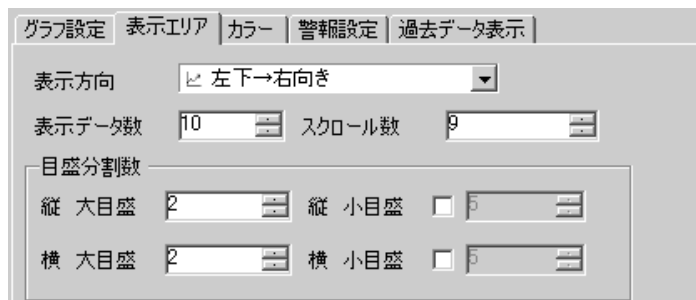 グラフ設定 表示エリア カラー 警報設定 過去データ表示
表示方向 左下→右向き
表示データ数 10 スクロール数 9
目盛分割数
縦 大目盛 2 縦 小目盛 5
横 大目盛 2 横 小目盛 5